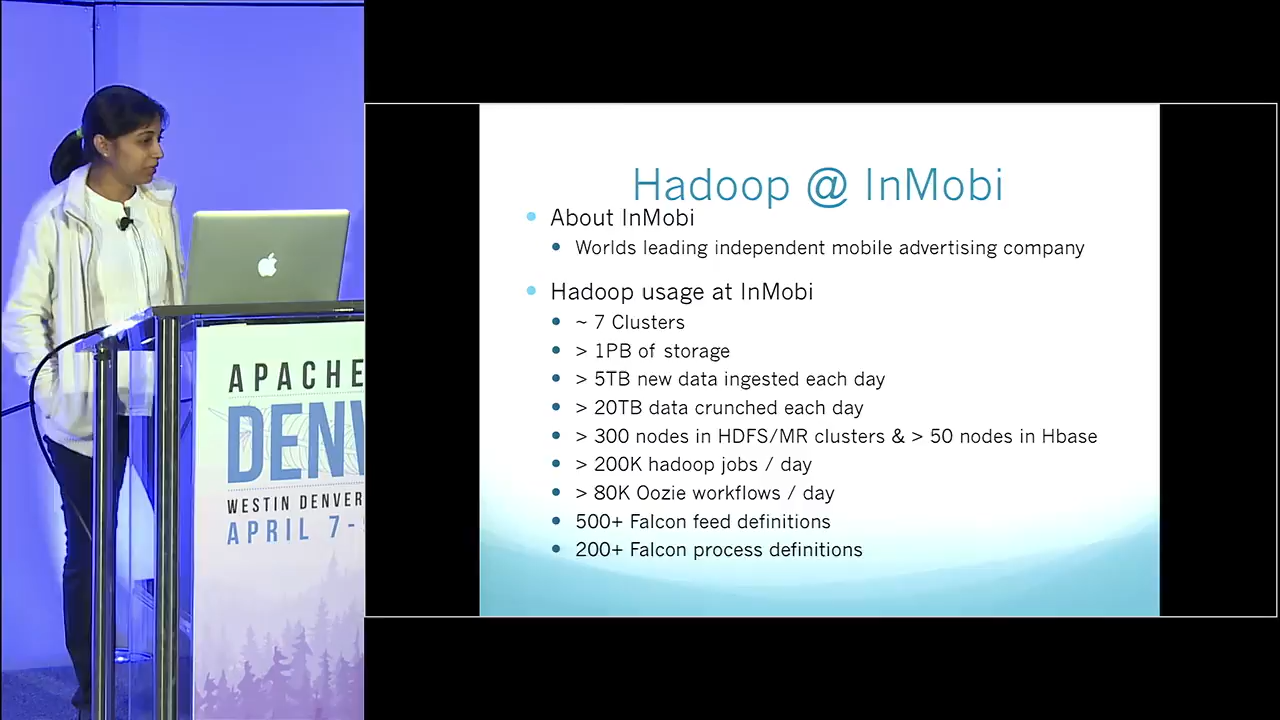 APACHE
DENV
WESTIN DENVER
APRIL 7-
Hadoop @ InMobi
About InMobi
Worlds leading independent mobile advertising company
Hadoop usage at InMobi
~ 7 Clusters
> 1PB of storage
> 5TB new data ingested each day
> 20TB data crunched each day
> 300 nodes in HDFS/MR clusters & > 50 nodes in Hbase
> 200K hadoop jobs / day
> 80K Oozie workflows / day
500+ Falcon feed definitions
200+ Falcon process definitions